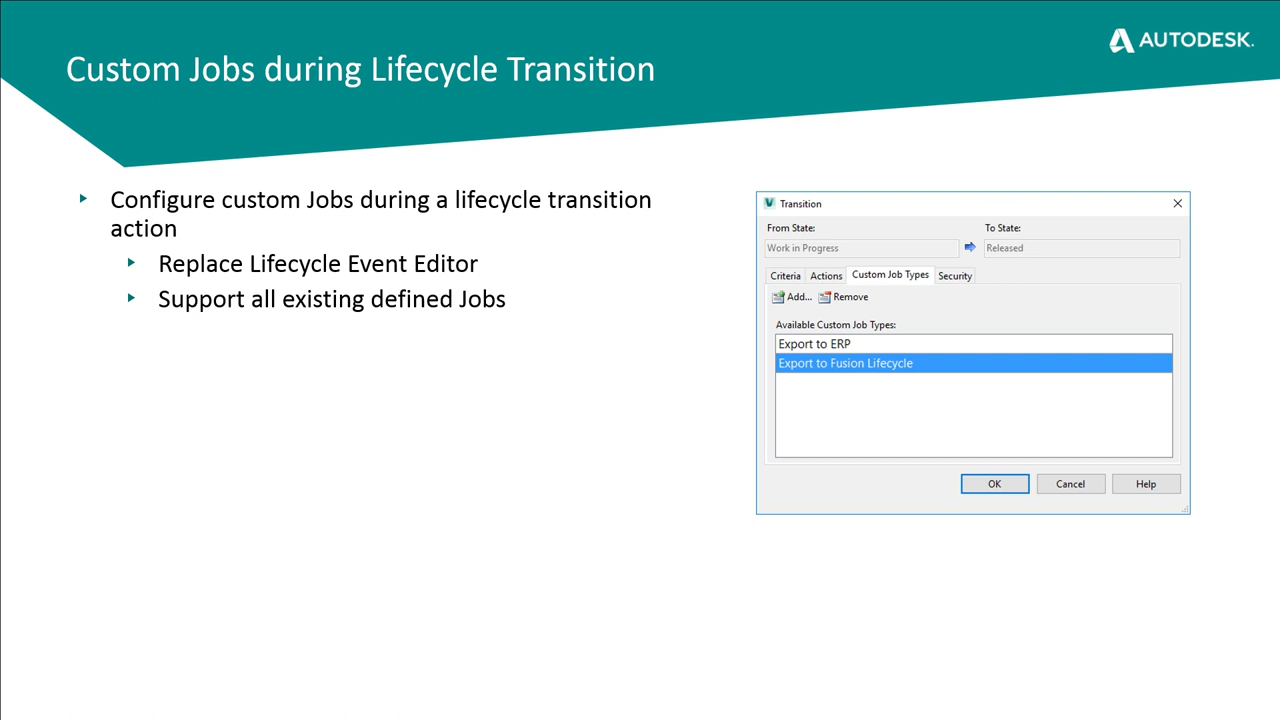 AUTODESK.
Custom Jobs during Lifecycle Transition
Configure custom Jobs during a lifecycle transition
action
Replace Lifecycle Event Editor
Support all existing defined Jobs
Transition
From State:
To State:
Work in Progress
Released
Criteria Actions Custom Job Types Security
Add... Remove
Available Custom Job Types:
Export to ERP
Export to Fusion Lifecycle
OK Cancel Help